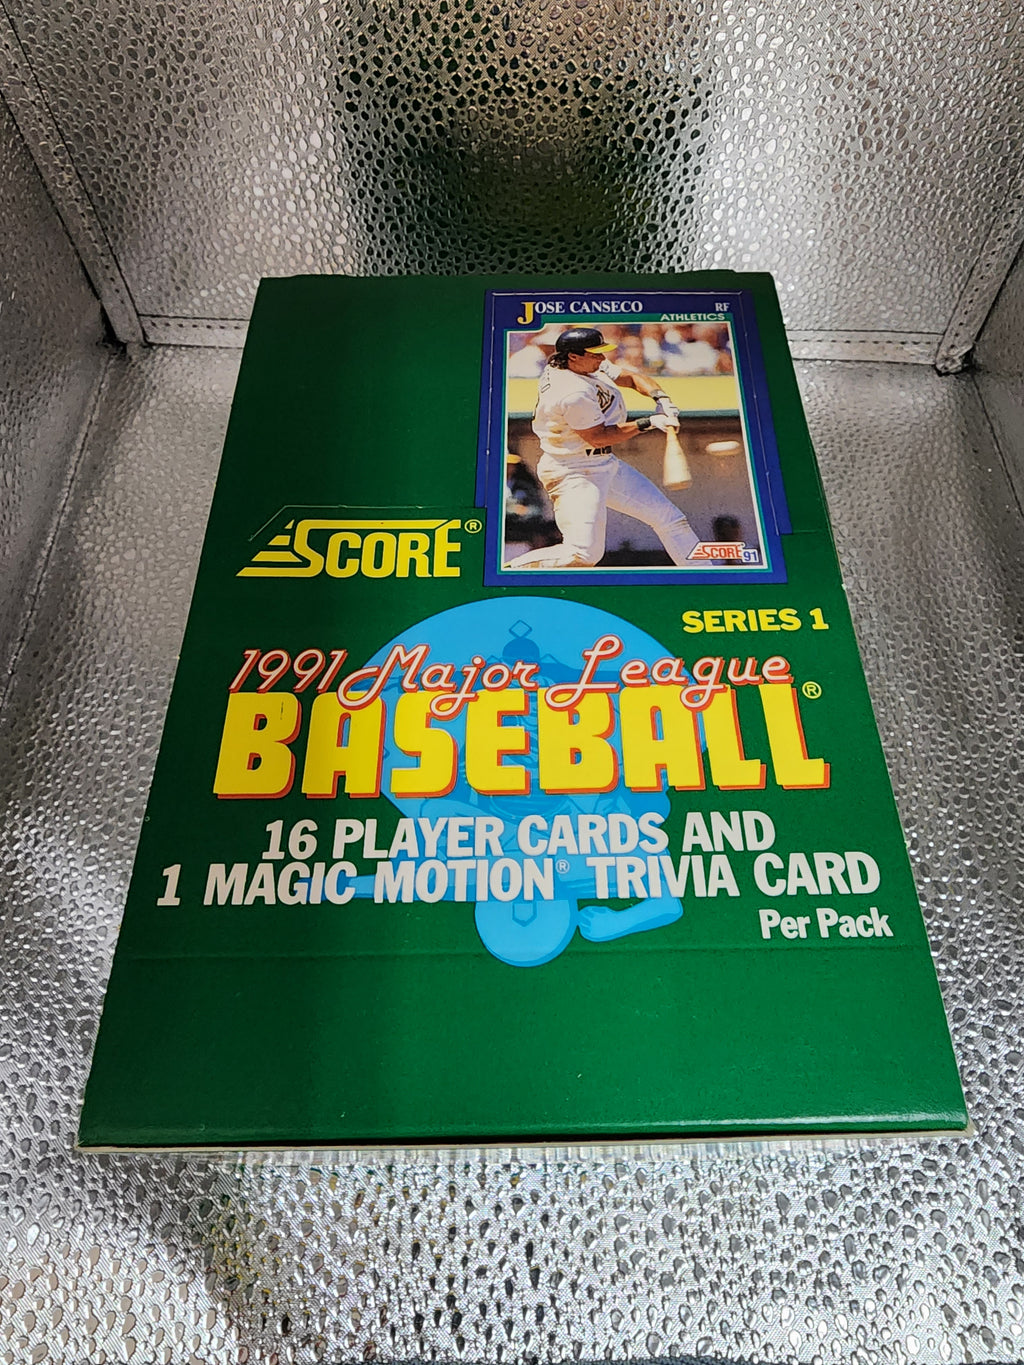 JOSE CANSECO RF
ATHLETICS
SCORE 91
SCORE®
SERIES 1
1991 Major League
BASEBALL®
16 PLAYER CARDS AND
1 MAGIC MOTION® TRIVIA CARD
Per Pack